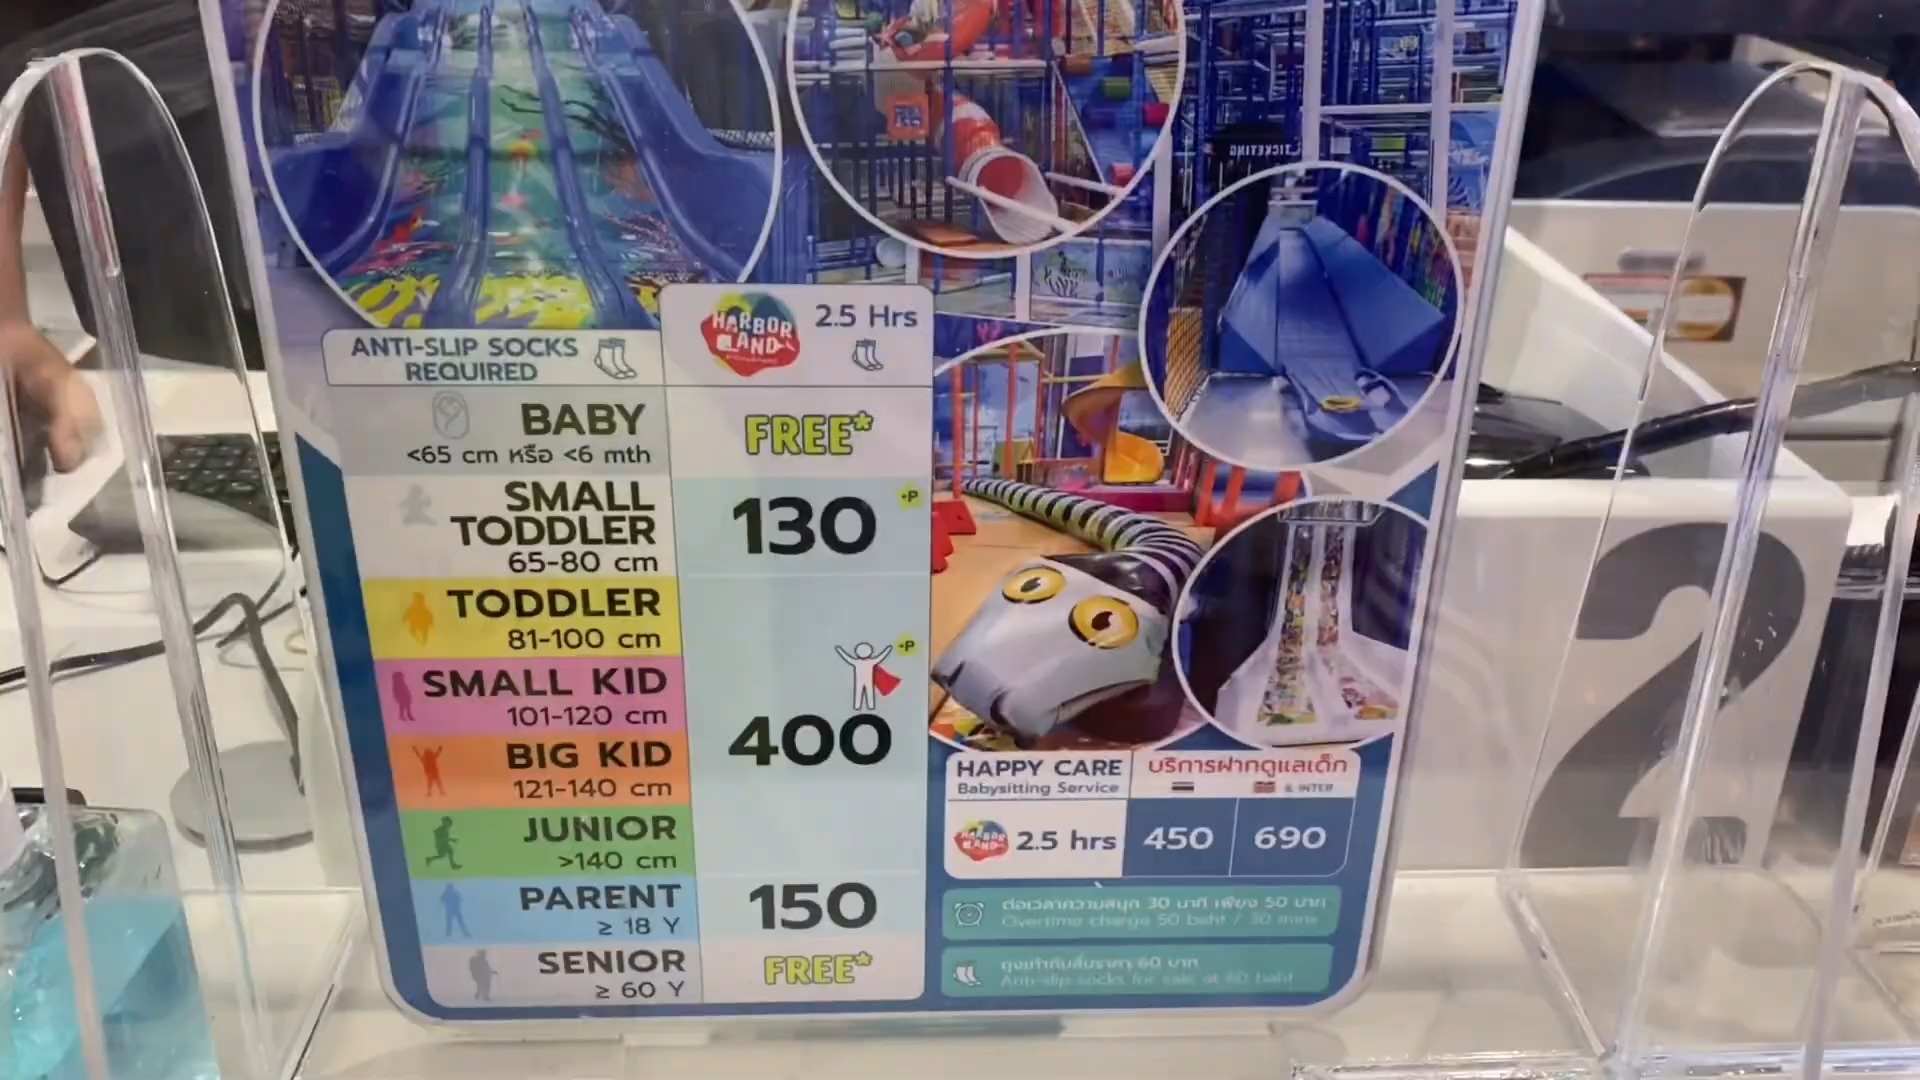 TICKETING
HARBOR
LAND
2.5 Hrs
ANTI-SLIP SOCKS
REQUIRED
BABY
<65 cm หรือ <6 mth
FREE*
SMALL
TODDLER
65-80 cm
130
+P
TODDLER
81-100 cm
SMALL KID
101-120 cm
BIG KID
121-140 cm
JUNIOR
>140 cm
+P
400
PARENT
≥ 18 Y
150
SENIOR
≥ 60 Y
FREE*
HAPPY CARE
Babysitting Service
บริการฝากดูแลเด็ก
& INTER
HARBOR
LAND
2.5 hrs
450
690
ต่อเวลาความสนุก 30 นาที เพียง 50 บาท
Overtime charge 50 baht / 30 mins
ถุงเท้ากันลื่นราคา 60 บาท
Anti-slip socks for sale at 60 baht
2